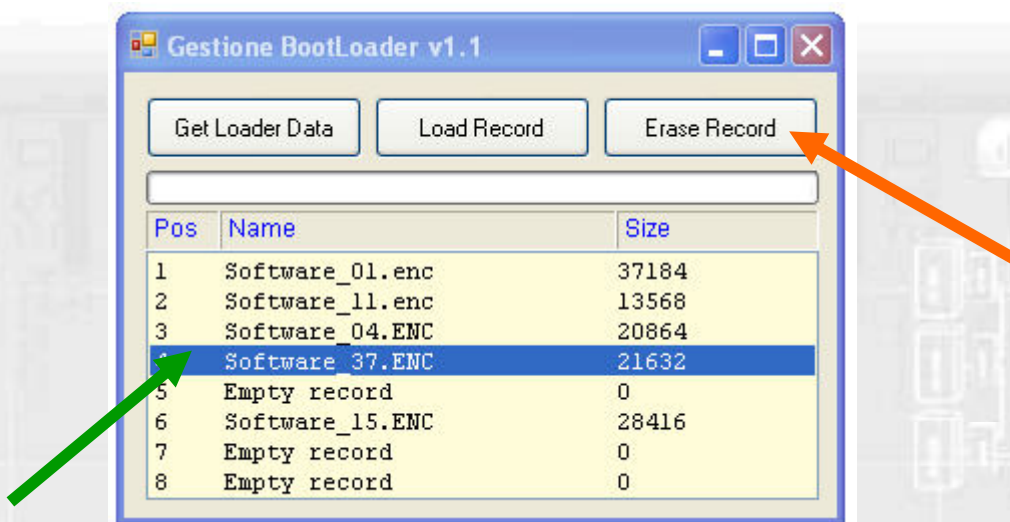 Gestione BootLoader v1.1
Get Loader Data Load Record Erase Record
Pos Name Size
1 Software_01.enc 37184
2 Software_11.enc 13568
3 Software_04.ENC 20864
Software_37.ENC 21632
5 Empty record 0
6 Software_15.ENC 28416
7 Empty record 0
8 Empty record 0